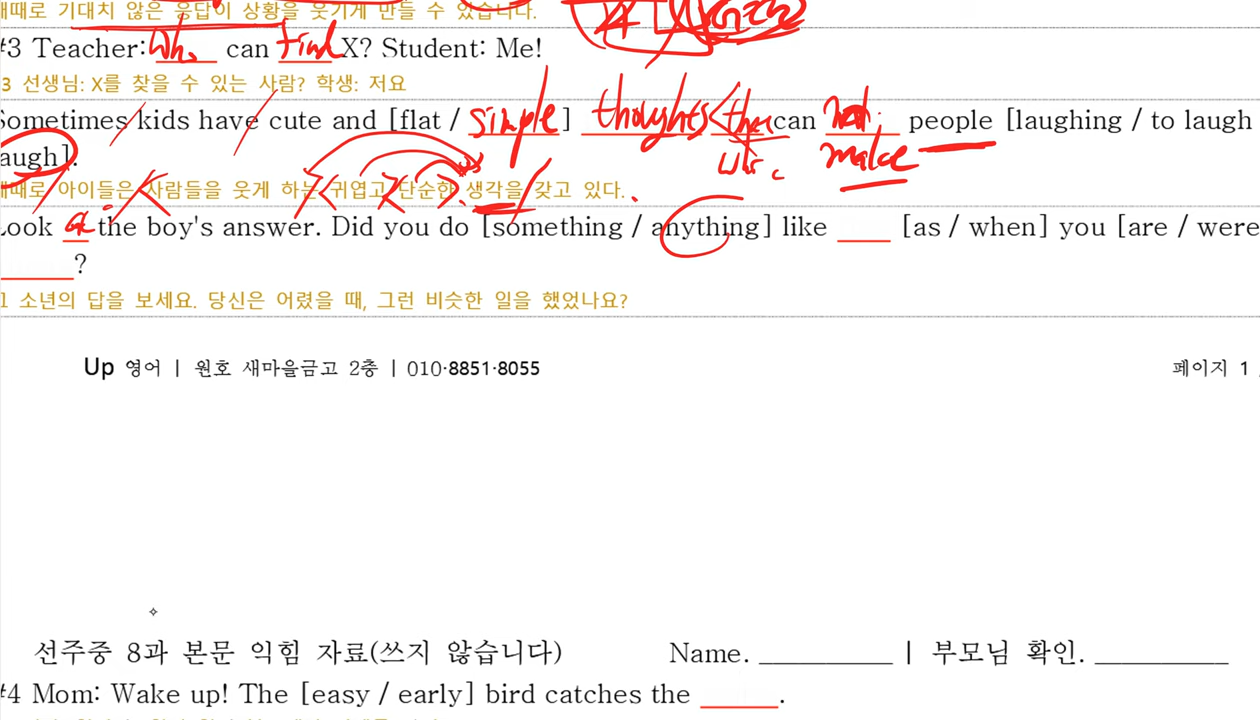 때때로 기대치 않은 응답이 상황을 웃기게 만들 수 있습니다.
#3 Teacher: Who can find X? Student: Me!
3 선생님: X를 찾을 수 있는 사람? 학생: 저요
Sometimes kids have cute and [flat / simple] thoughts can make people [laughing / to laugh
laugh].
때때로 아이들은 사람들을 웃게 하는 귀엽고 단순한 생각을 갖고 있다.
Look at the boy's answer. Did you do [something / anything] like ____ [as / when] you [are / were
____?
1 소년의 답을 보세요. 당신은 어렸을 때, 그런 비슷한 일을 했었나요?
Up 영어 | 원호 새마을금고 2층 | 010·8851·8055 페이지 1
선주중 8과 본문 익힘 자료(쓰지 않습니다) Name. ____ | 부모님 확인. ____
#4 Mom: Wake up! The [easy / early] bird catches the ____.